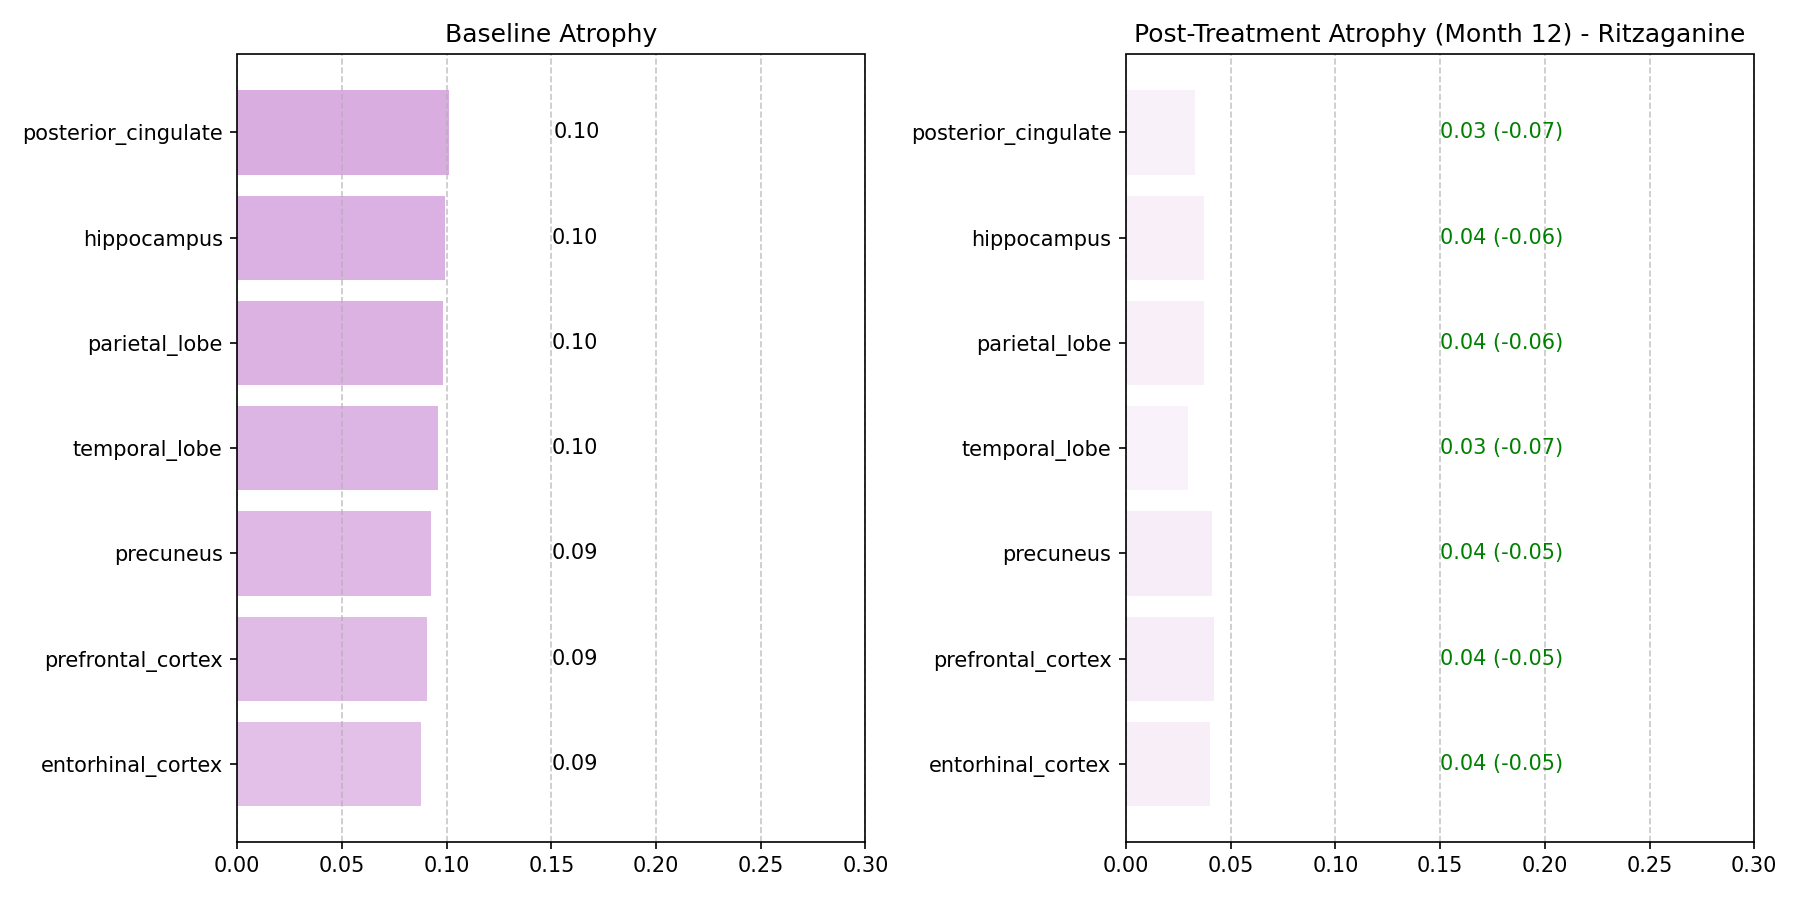 Baseline Atrophy
posterior_cingulate 0.10
hippocampus 0.10
parietal_lobe 0.10
temporal_lobe 0.10
precuneus 0.09
prefrontal_cortex 0.09
entorhinal_cortex 0.09
0.00 0.05 0.10 0.15 0.20 0.25 0.30
Post-Treatment Atrophy (Month 12) - Ritzaganine
posterior_cingulate 0.03 (-0.07)
hippocampus 0.04 (-0.06)
parietal_lobe 0.04 (-0.06)
temporal_lobe 0.03 (-0.07)
precuneus 0.04 (-0.05)
prefrontal_cortex 0.04 (-0.05)
entorhinal_cortex 0.04 (-0.05)
0.00 0.05 0.10 0.15 0.20 0.25 0.30